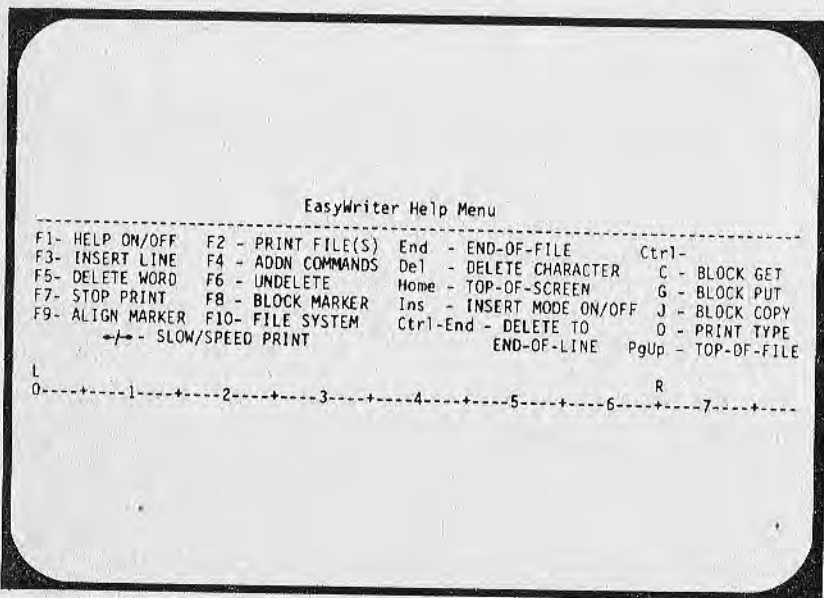 EasyWriter Help Menu
--------------------------------------------------------------------------------
F1- HELP ON/OFF   F2 - PRINT FILE(S)  End  - END-OF-FILE        Ctrl-
F3- INSERT LINE   F4 - ADDN COMMANDS  Del  - DELETE CHARACTER     C - BLOCK GET
F5- DELETE WORD   F6 - UNDELETE       Home - TOP-OF-SCREEN        G - BLOCK PUT
F7- STOP PRINT    F8 - BLOCK MARKER   Ins  - INSERT MODE ON/OFF   J - BLOCK COPY
F9- ALIGN MARKER  F10- FILE SYSTEM    Ctrl-End - DELETE TO        O - PRINT TYPE
←/→ - SLOW/SPEED PRINT                END-OF-LINE   PgUp - TOP-OF-FILE
L                                                                 R
0----+----1----+----2----+----3----+----4----+----5----+----6----+----7----+----